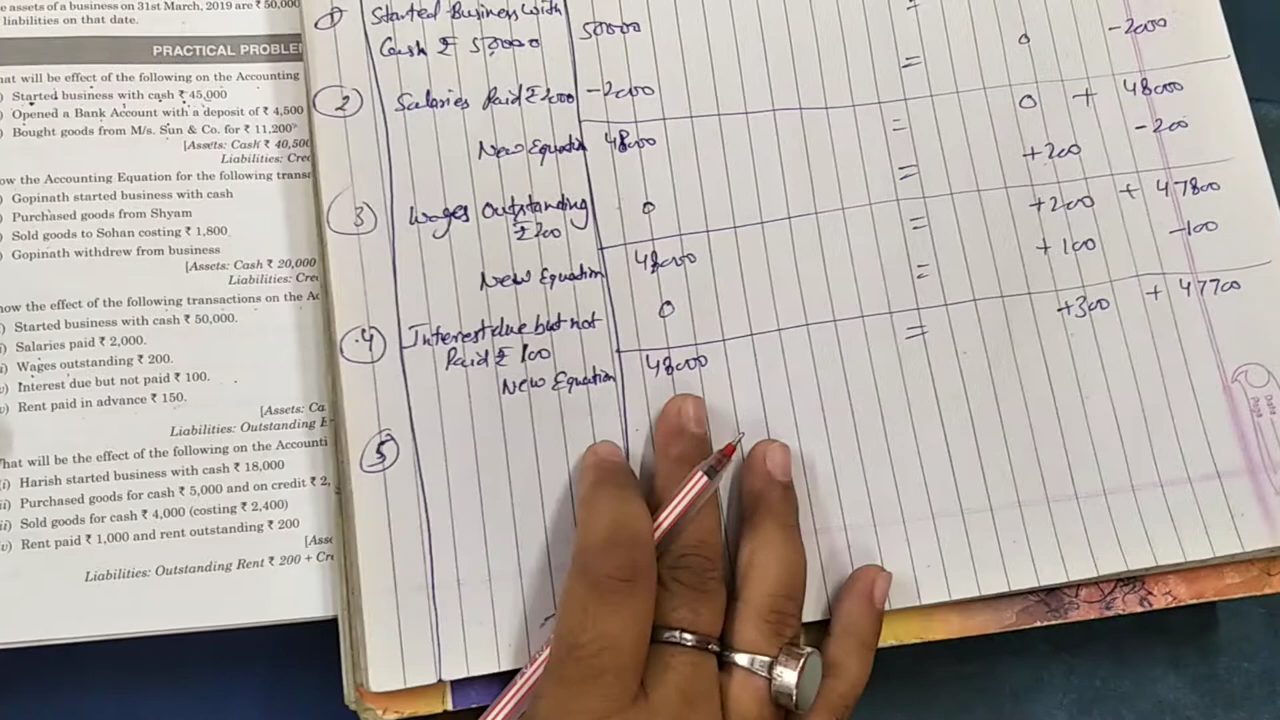 e assets of a business on 31st March, 2019 are ₹ 50,000
liabilities on that date.
PRACTICAL PROBLE
at will be effect of the following on the Accounting
) Started business with cash ₹ 45,000
) Opened a Bank Account with a deposit of ₹ 4,500
) Bought goods from M/s. Sun & Co. for ₹ 11,200
[Assets: Cash ₹ 40,500
Liabilities: Cre
ow the Accounting Equation for the following trans
) Gopinath started business with cash
) Purchased goods from Shyam
) Sold goods to Sohan costing ₹ 1,800
) Gopinath withdrew from business
[Assets: Cash ₹ 20,000
Liabilities: Cre
now the effect of the following transactions on the Ac
) Started business with cash ₹ 50,000.
) Salaries paid ₹ 2,000.
i) Wages outstanding ₹ 200.
v) Interest due but not paid ₹ 100.
v) Rent paid in advance ₹ 150.
[Assets: Ca
Liabilities: Outstanding E
hat will be the effect of the following on the Accounti
(i) Harish started business with cash ₹ 18,000
ii) Purchased goods for cash ₹ 5,000 and on credit ₹ 2,
ii) Sold goods for cash ₹ 4,000 (costing ₹ 2,400)
v) Rent paid ₹ 1,000 and rent outstanding ₹ 200
[Asse
Liabilities: Outstanding Rent ₹ 200 + Cre
1 Started Business with
Cash ₹ 50000 50000 =
2 Salaries Paid ₹ 2000 -2000 = 0 -2000
New Equation 48000 = 0 + 48000
3 Wages Outstanding 0 = +200 -200
₹ 200
New Equation 48000 = +200 + 47800
4 Interest due but not 0 = +100 -100
Paid ₹ 100
New Equation 48000 = +300 + 47700
5
Date
Page